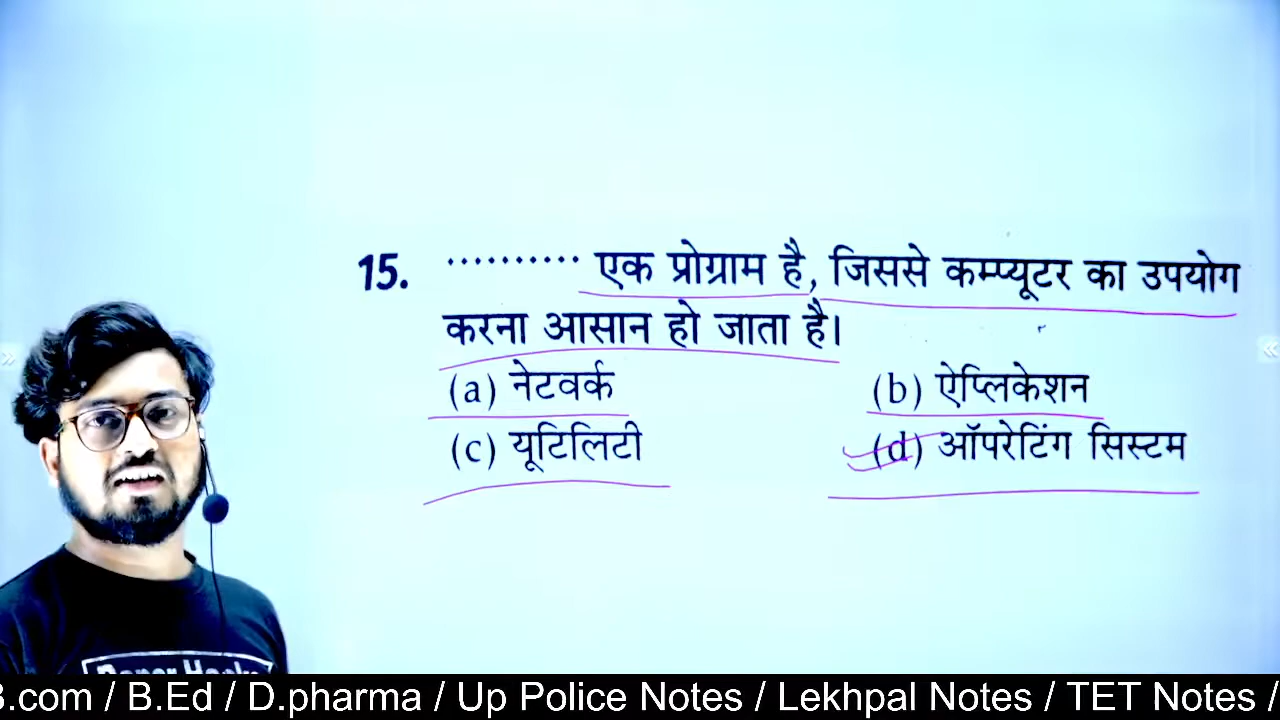 15. .......... एक प्रोग्राम है, जिससे कम्प्यूटर का उपयोग
करना आसान हो जाता है।
(a) नेटवर्क (b) ऐप्लिकेशन
(c) यूटिलिटी (d) ऑपरेटिंग सिस्टम
.com / B.Ed / D.pharma / Up Police Notes / Lekhpal Notes / TET Notes /